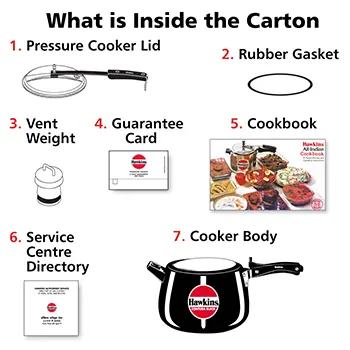 What is Inside the Carton
1. Pressure Cooker Lid
2. Rubber Gasket
3. Vent
Weight
4. Guarantee
Card
5. Cookbook
Hawkins
Hawkins
All-Indian
Cookbook
6. Service
Centre
Directory
7. Cooker Body
Hawkins